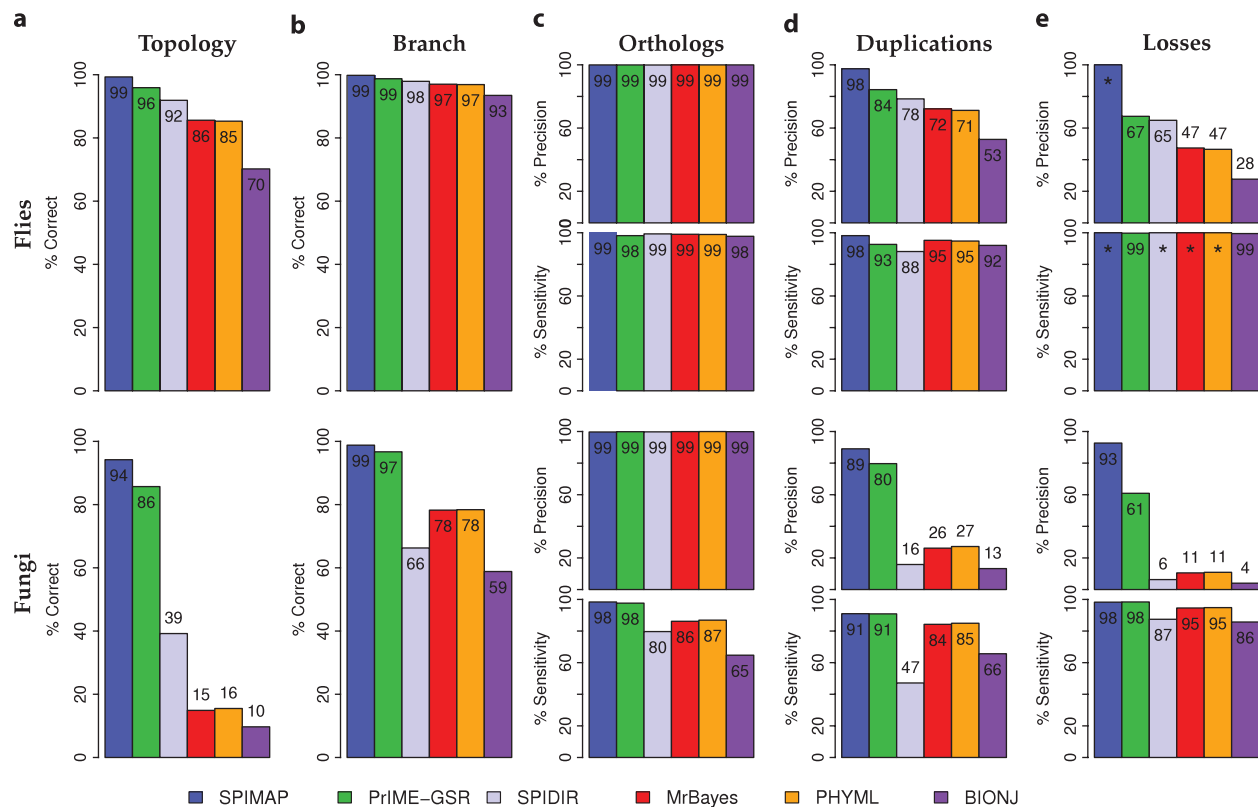 a b c d e
Topology Branch Orthologs Duplications Losses
Flies
% Correct
0 20 40 60 80 100
99 96 92 86 85 70
% Correct
0 20 40 60 80 100
99 99 98 97 97 93
% Precision
0 20 60 100
99 99 99 99 99 99
% Sensitivity
0 60 100
99 98 99 99 99 98
% Precision
0 20 60 100
98 84 78 72 71 53
% Sensitivity
0 60 100
98 93 88 95 95 92
% Precision
0 20 60 100
* 67 65 47 47 28
% Sensitivity
0 60 100
* 99 * * * 99
Fungi
% Correct
0 20 40 60 80 100
94 86 39 15 16 10
% Correct
0 20 40 60 80 100
99 97 66 78 78 59
% Precision
20 60 100
99 99 99 99 99 99
% Sensitivity
0 60 100
98 98 80 86 87 65
% Precision
20 60 100
89 80 16 26 27 13
% Sensitivity
0 60 100
91 91 47 84 85 66
% Precision
20 60 100
93 61 6 11 11 4
% Sensitivity
0 60 100
98 98 87 95 95 86
SPIMAP PrIME-GSR SPIDIR MrBayes PHYML BIONJ